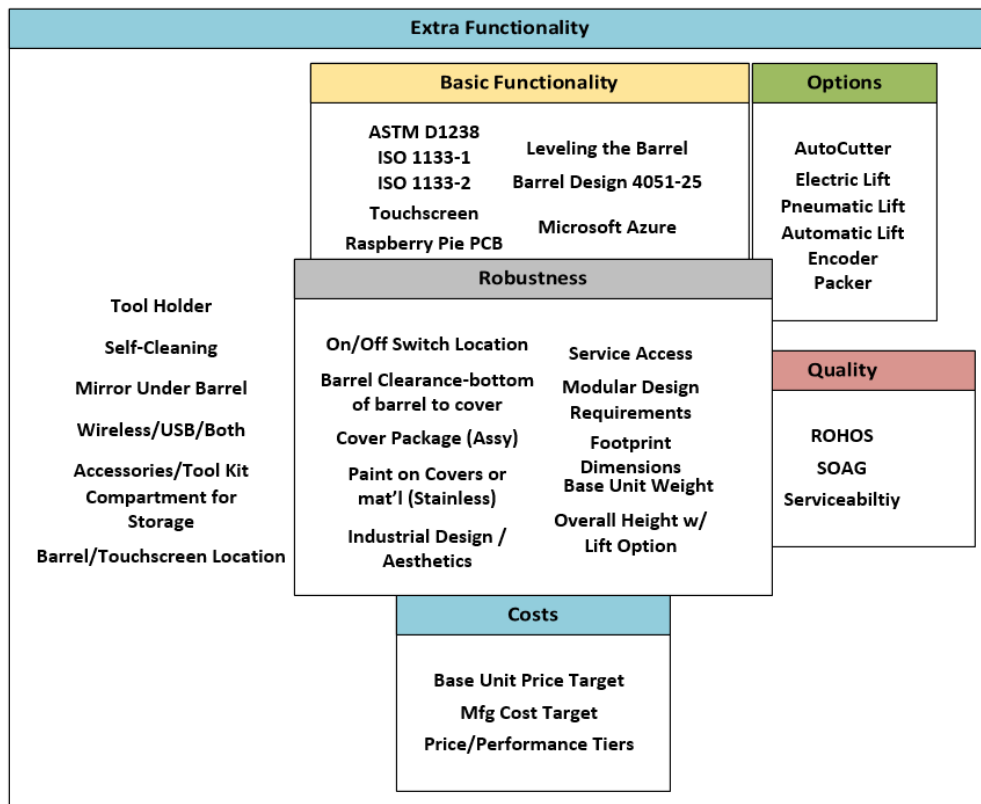 Extra Functionality
Basic Functionality
ASTM D1238
ISO 1133-1
ISO 1133-2
Touchscreen
Raspberry Pie PCB
Leveling the Barrel
Barrel Design 4051-25
Microsoft Azure
Options
AutoCutter
Electric Lift
Pneumatic Lift
Automatic Lift
Encoder
Packer
Tool Holder
Self-Cleaning
Mirror Under Barrel
Wireless/USB/Both
Accessories/Tool Kit
Compartment for
Storage
Barrel/Touchscreen Location
Robustness
On/Off Switch Location
Barrel Clearance-bottom
of barrel to cover
Cover Package (Assy)
Paint on Covers or
mat’l (Stainless)
Industrial Design /
Aesthetics
Service Access
Modular Design
Requirements
Footprint
Dimensions
Base Unit Weight
Overall Height w/
Lift Option
Quality
ROHOS
SOAG
Serviceabiltiy
Costs
Base Unit Price Target
Mfg Cost Target
Price/Performance Tiers